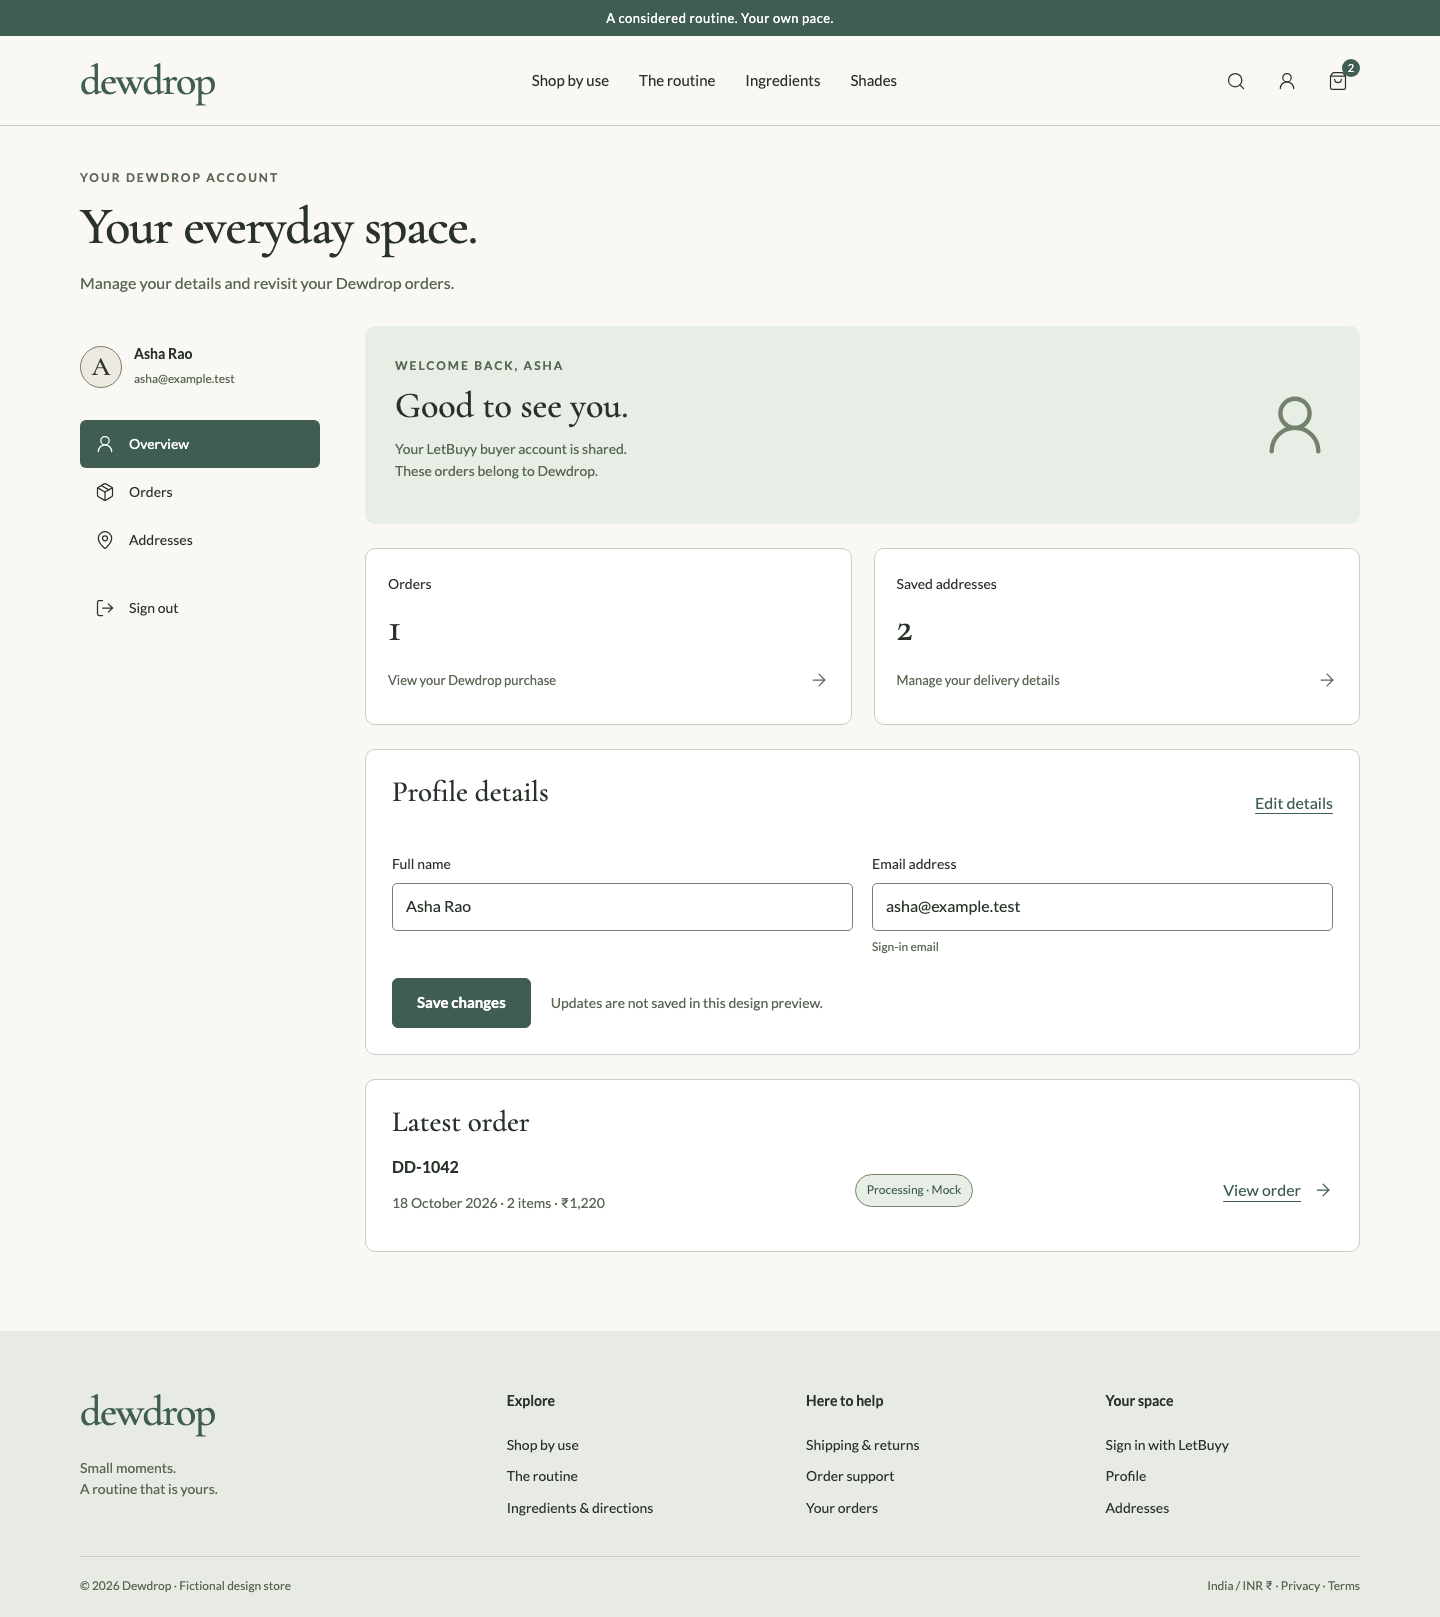 A considered routine. Your own pace.
dewdrop
Shop by use
The routine
Ingredients
Shades
2
YOUR DEWDROP ACCOUNT
Your everyday space.
Manage your details and revisit your Dewdrop orders.
A
Asha Rao
asha@example.test
Overview
Orders
Addresses
Sign out
WELCOME BACK, ASHA
Good to see you.
Your LetBuyy buyer account is shared.
These orders belong to Dewdrop.
Orders
1
View your Dewdrop purchase
Saved addresses
2
Manage your delivery details
Profile details
Edit details
Full name
Asha Rao
Email address
asha@example.test
Sign-in email
Save changes
Updates are not saved in this design preview.
Latest order
DD-1042
18 October 2026 · 2 items · ₹1,220
Processing · Mock
View order
dewdrop
Small moments.
A routine that is yours.
Explore
Shop by use
The routine
Ingredients & directions
Here to help
Shipping & returns
Order support
Your orders
Your space
Sign in with LetBuyy
Profile
Addresses
© 2026 Dewdrop · Fictional design store
India / INR ₹ · Privacy · Terms